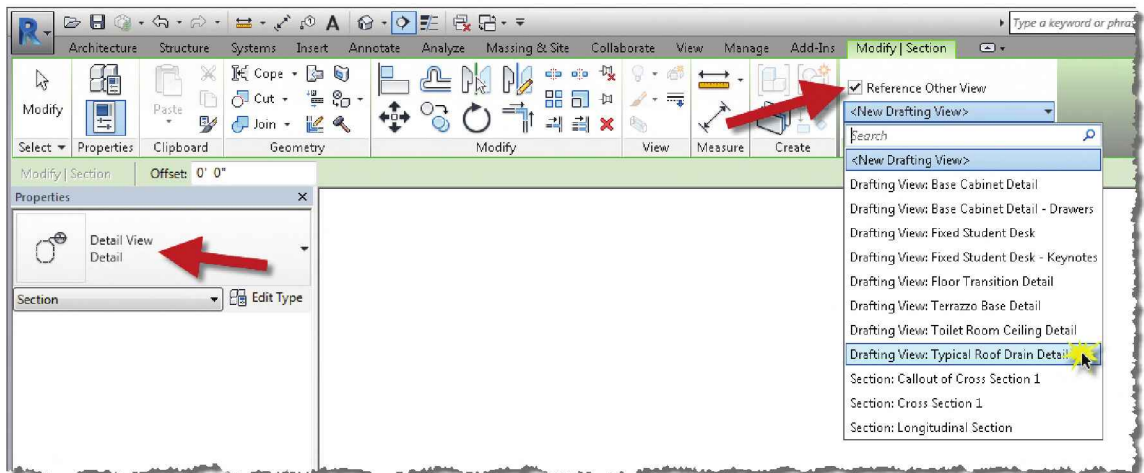 R
A
Type a keyword or phras
Architecture Structure Systems Insert Annotate Analyze Massing & Site Collaborate View Manage Add-Ins Modify | Section
Modify
Paste
Cope
Cut
Join
Reference Other View
<New Drafting View>
Select Properties Clipboard Geometry Modify View Measure Create
Modify | Section Offset: 0' 0"
Properties
Detail View
Detail
Section Edit Type
Search
<New Drafting View>
Drafting View: Base Cabinet Detail
Drafting View: Base Cabinet Detail - Drawers
Drafting View: Fixed Student Desk
Drafting View: Fixed Student Desk - Keynotes
Drafting View: Floor Transition Detail
Drafting View: Terrazzo Base Detail
Drafting View: Toilet Room Ceiling Detail
Drafting View: Typical Roof Drain Detail
Section: Callout of Cross Section 1
Section: Cross Section 1
Section: Longitudinal Section